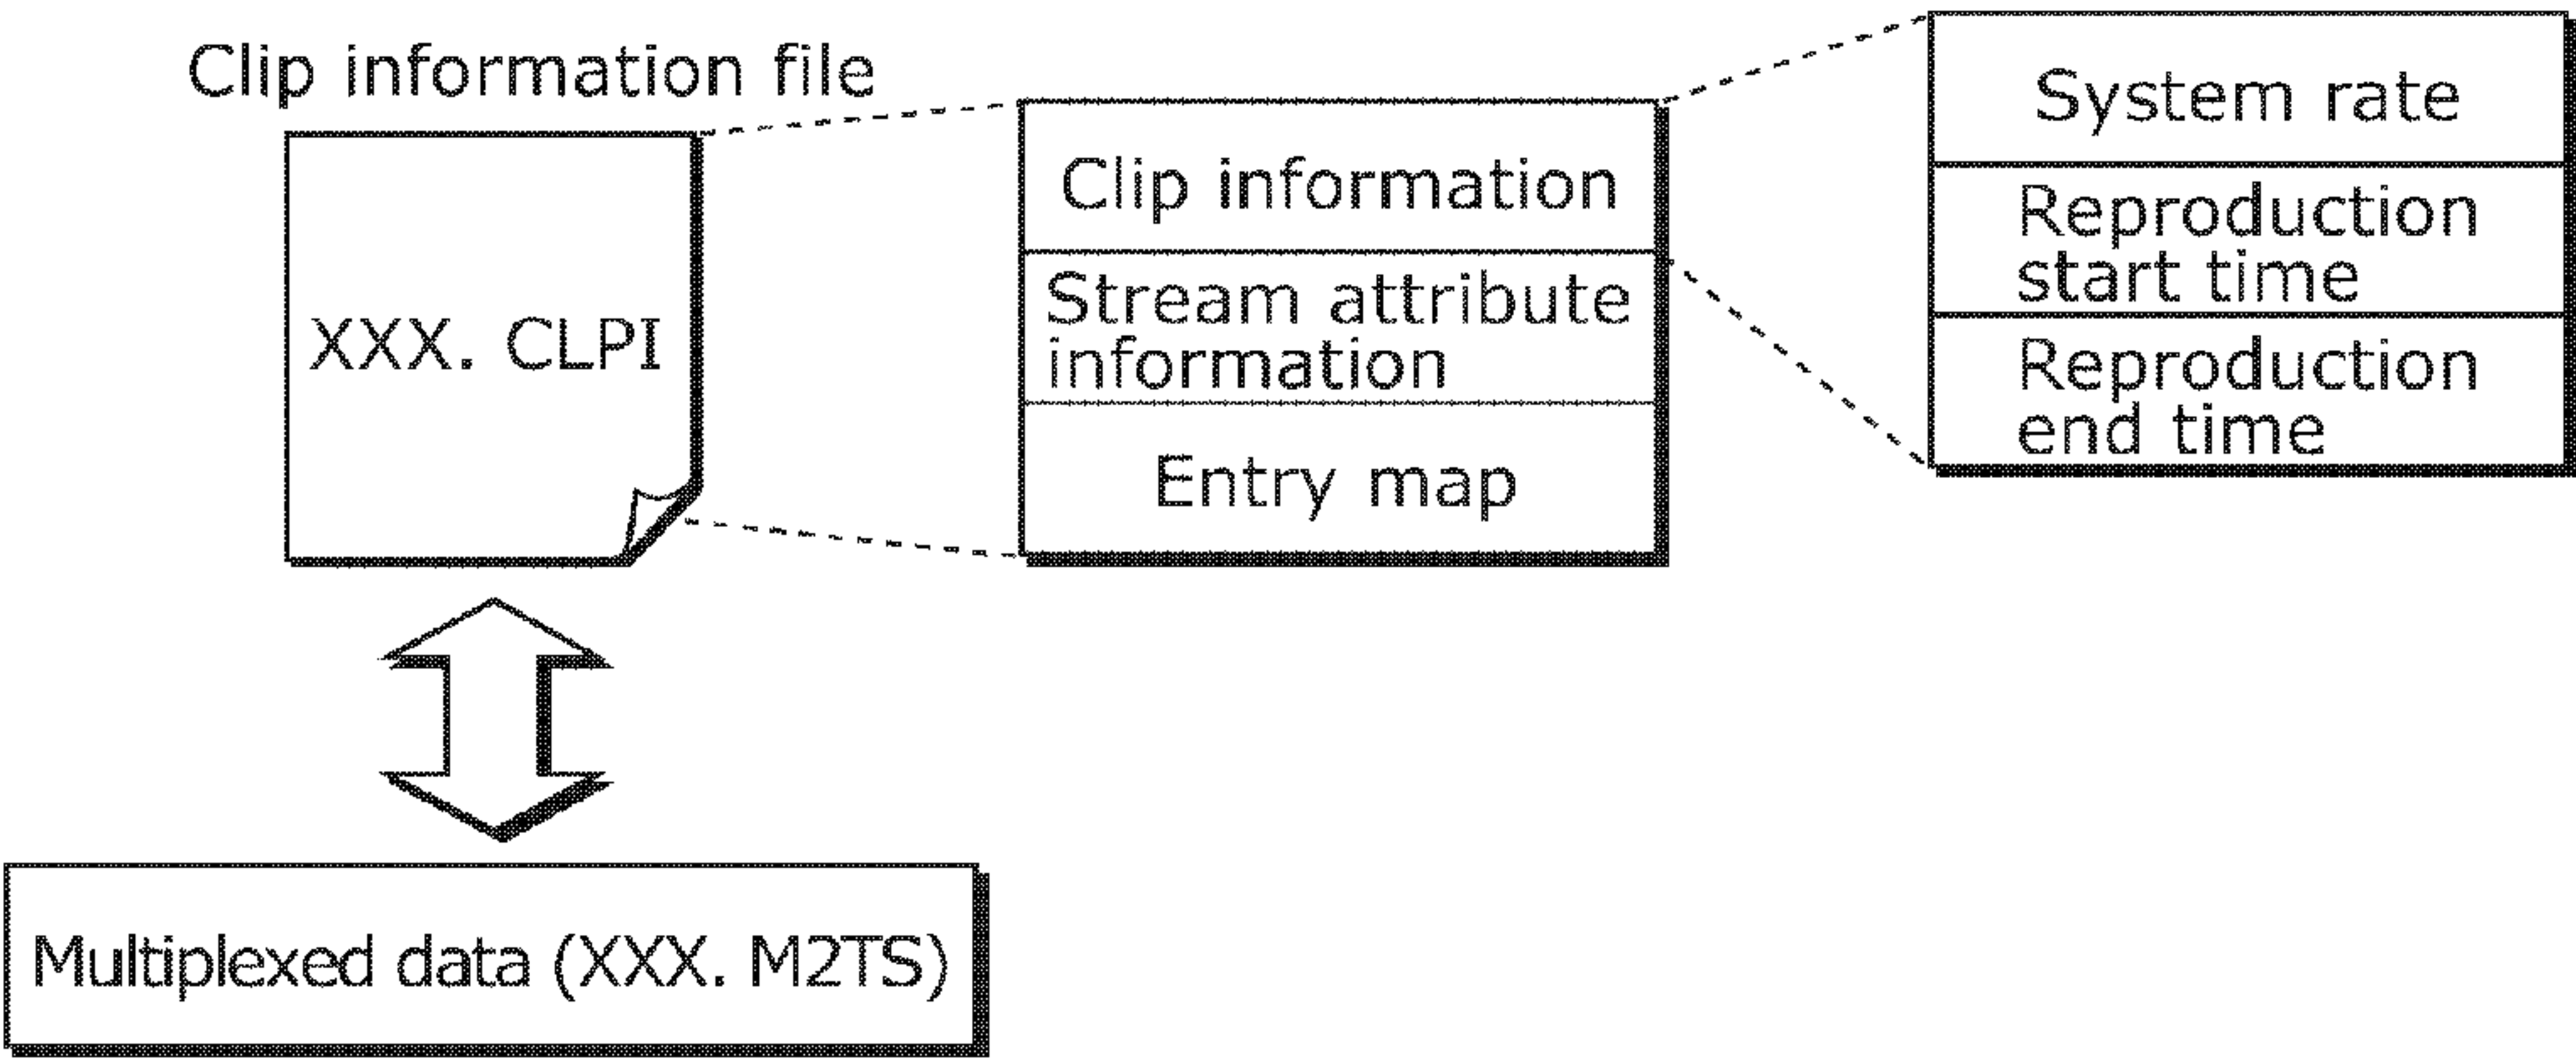 Clip information file
XXX. CLPI
Clip information
Stream attribute
information
Entry map
System rate
Reproduction
start time
Reproduction
end time
Multiplexed data (XXX. M2TS)